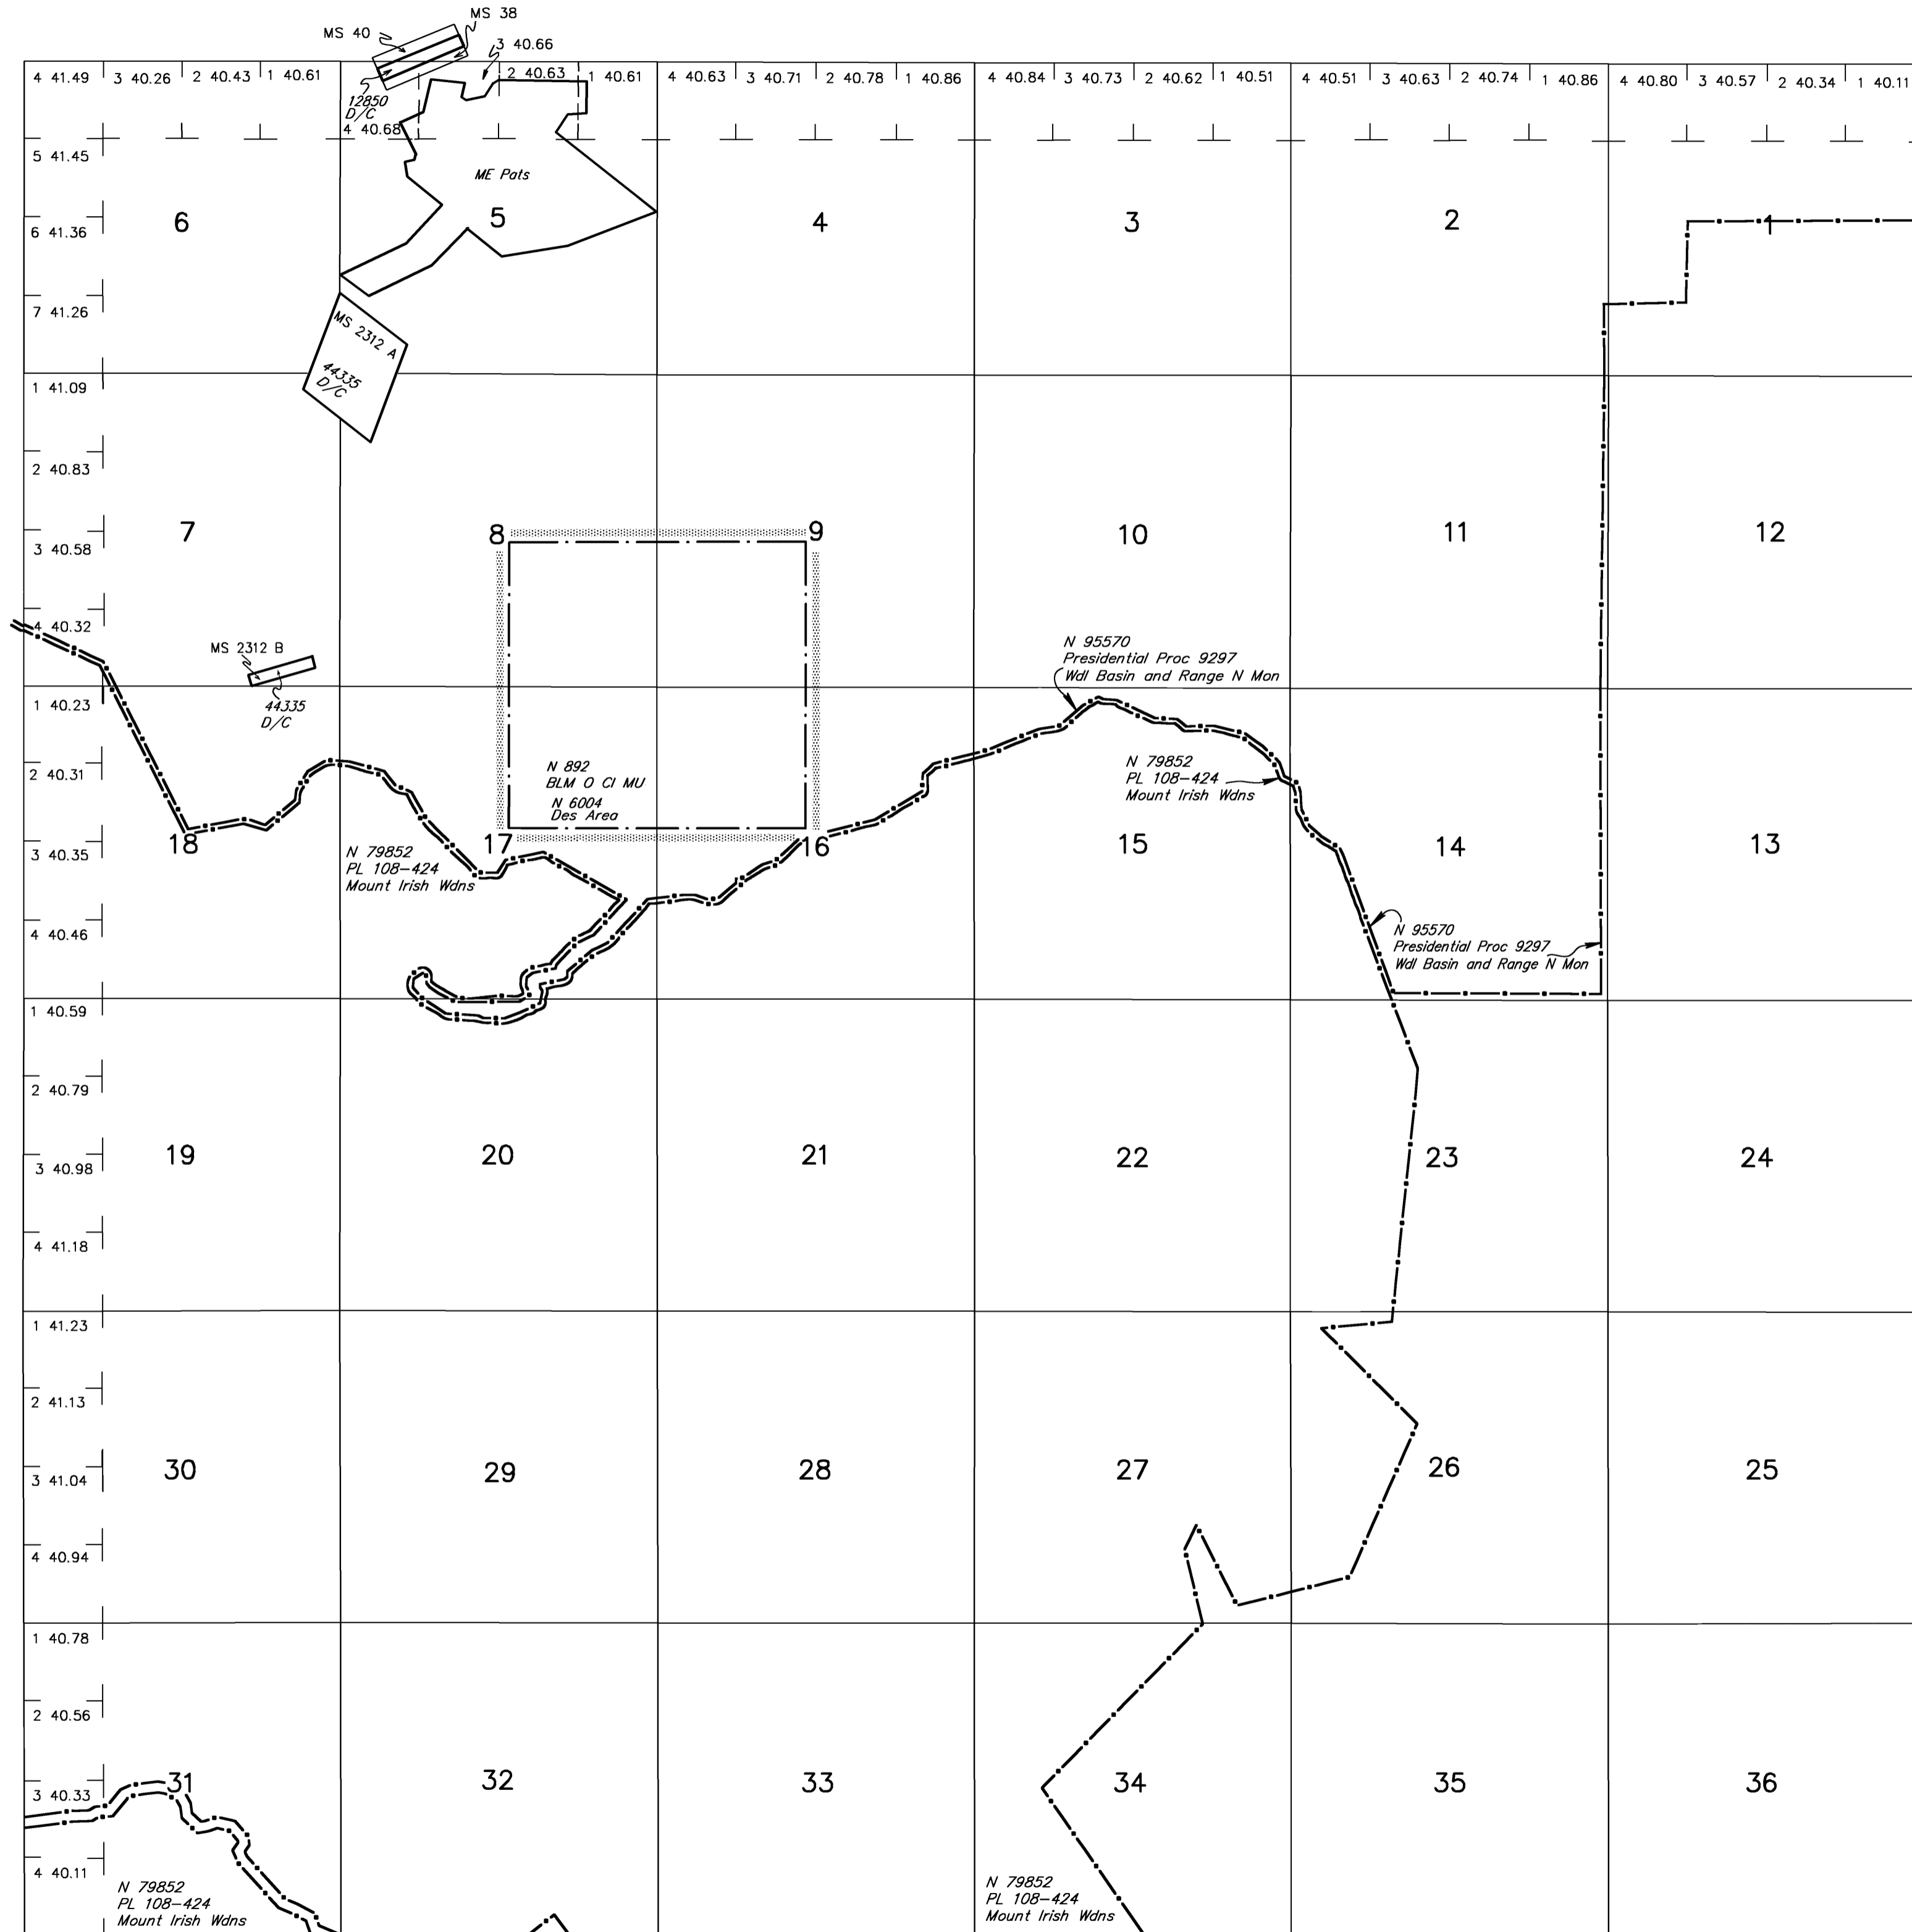 MS 40
MS 38
3 40.66
4 41.49
3 40.26
2 40.43
1 40.61
2 40.63
1 40.61
4 40.63
3 40.71
2 40.78
1 40.86
4 40.84
3 40.73
2 40.62
1 40.51
4 40.51
3 40.63
2 40.74
1 40.86
4 40.80
3 40.57
2 40.34
1 40.11
12850
D/C
4 40.68
5 41.45
ME Pats
6
5
4
3
2
1
6 41.36
7 41.26
MS 2312 A
44335
D/C
1 41.09
2 40.83
7
8
9
10
11
12
3 40.58
4 40.32
MS 2312 B
44335
D/C
N 95570
Presidential Proc 9297
Wdl Basin and Range N Mon
1 40.23
2 40.31
N 892
BLM O CI MU
N 6004
Des Area
N 79852
PL 108-424
Mount Irish Wdns
18
17
16
15
14
13
3 40.35
N 79852
PL 108-424
Mount Irish Wdns
4 40.46
N 95570
Presidential Proc 9297
Wdl Basin and Range N Mon
1 40.59
2 40.79
19
20
21
22
23
24
3 40.98
4 41.18
1 41.23
2 41.13
30
29
28
27
26
25
3 41.04
4 40.94
1 40.78
2 40.56
31
32
33
34
35
36
3 40.33
4 40.11
N 79852
PL 108-424
Mount Irish Wdns
N 79852
PL 108-424
Mount Irish Wdns